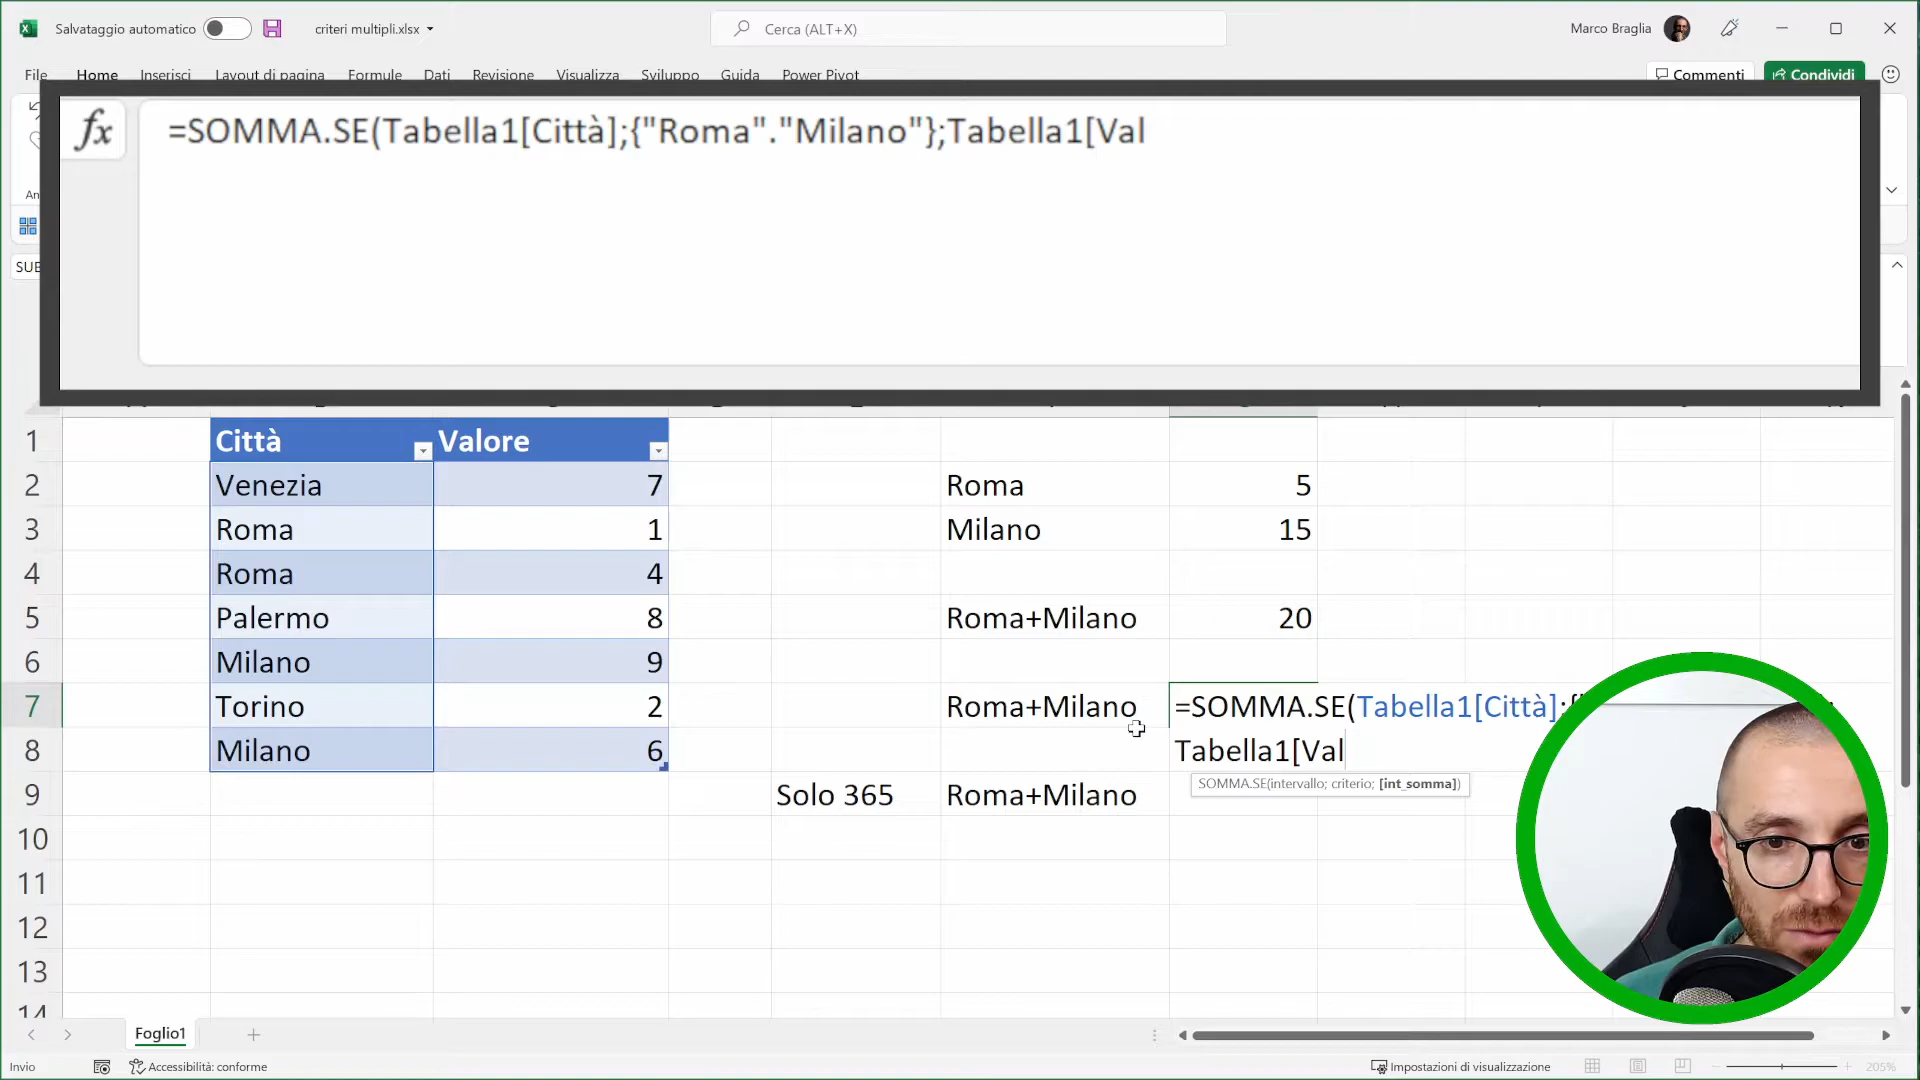 Salvataggio automatico
criteri multipli.xlsx
Cerca (ALT+X)
Marco Braglia
File Home Inserisci Layout di pagina Formule Dati Revisione Visualizza Sviluppo Guida Power Pivot
Commenti
Condividi
fx =SOMMA.SE(Tabella1[Città];{"Roma"."Milano"};Tabella1[Val
1 Città Valore
2 Venezia 7 Roma 5
3 Roma 1 Milano 15
4 Roma 4
5 Palermo 8 Roma+Milano 20
6 Milano 9
7 Torino 2 Roma+Milano =SOMMA.SE(Tabella1[Città];{"
8 Milano 6 Tabella1[Val
SOMMA.SE(intervallo; criterio; [int_somma])
9 Solo 365 Roma+Milano
10
11
12
13
14
Foglio1
Invio
Accessibilità: conforme
Impostazioni di visualizzazione
205%